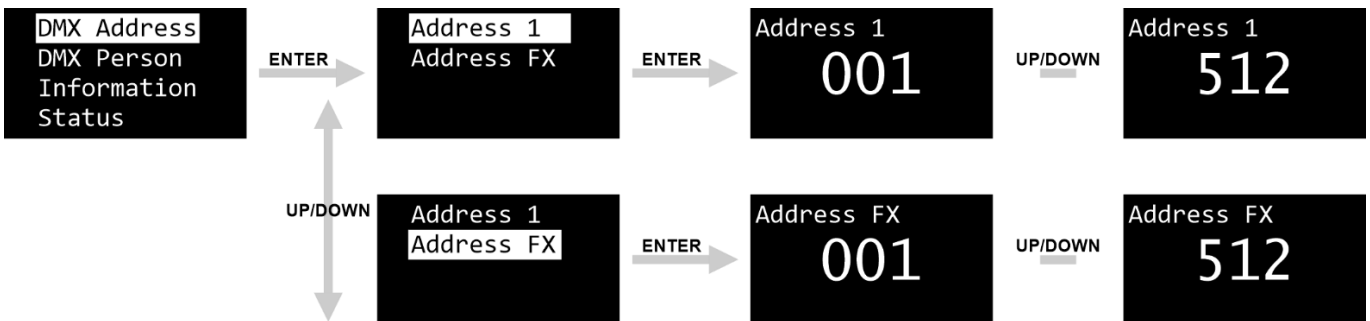 DMX Address
DMX Person
Information
Status
ENTER
Address 1
Address FX
ENTER
Address 1
001
UP/DOWN
Address 1
512
UP/DOWN
Address 1
Address FX
ENTER
Address FX
001
UP/DOWN
Address FX
512